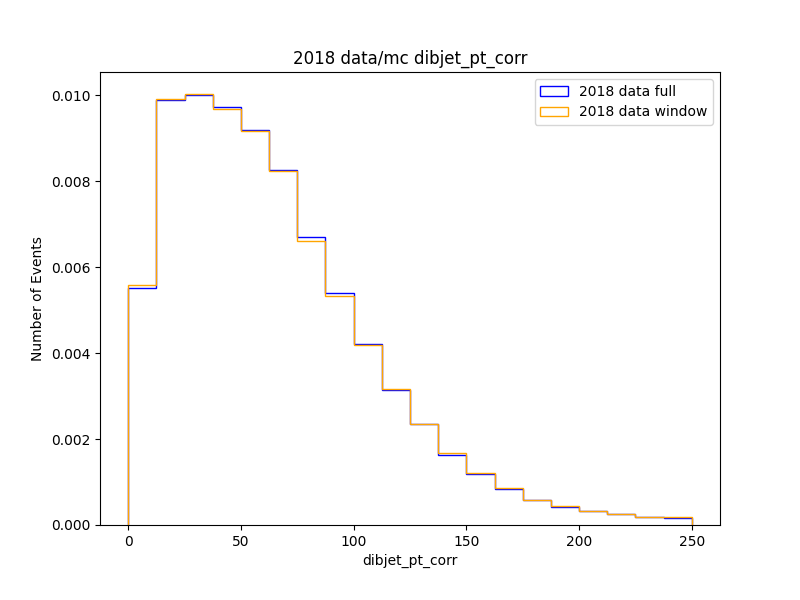 2018 data/mc dibjet_pt_corr
2018 data full
2018 data window
Number of Events
0.010
0.008
0.006
0.004
0.002
0.000
0
50
100
150
200
250
dibjet_pt_corr